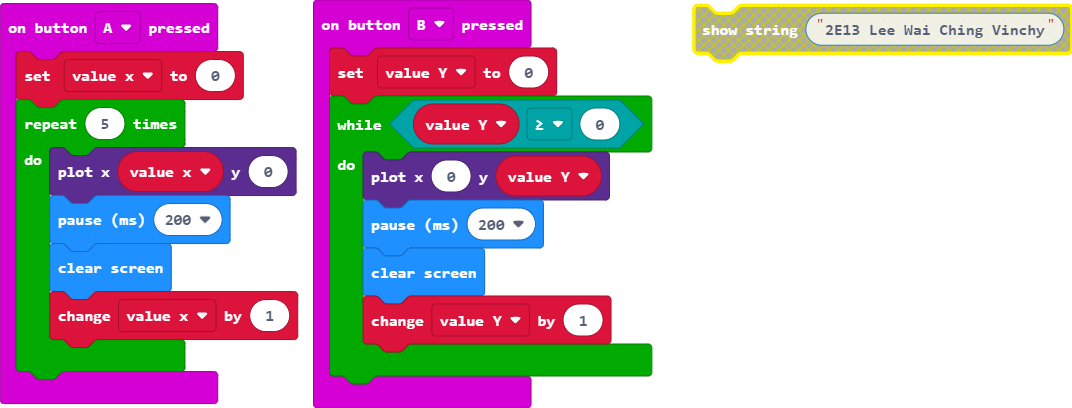 on button A pressed
set value x to 0
repeat 5 times
do
plot x value x y 0
pause (ms) 200
clear screen
change value x by 1
on button B pressed
set value Y to 0
while value Y ≥ 0
do
plot x 0 y value Y
pause (ms) 200
clear screen
change value Y by 1
show string "2E13 Lee Wai Ching Vinchy"